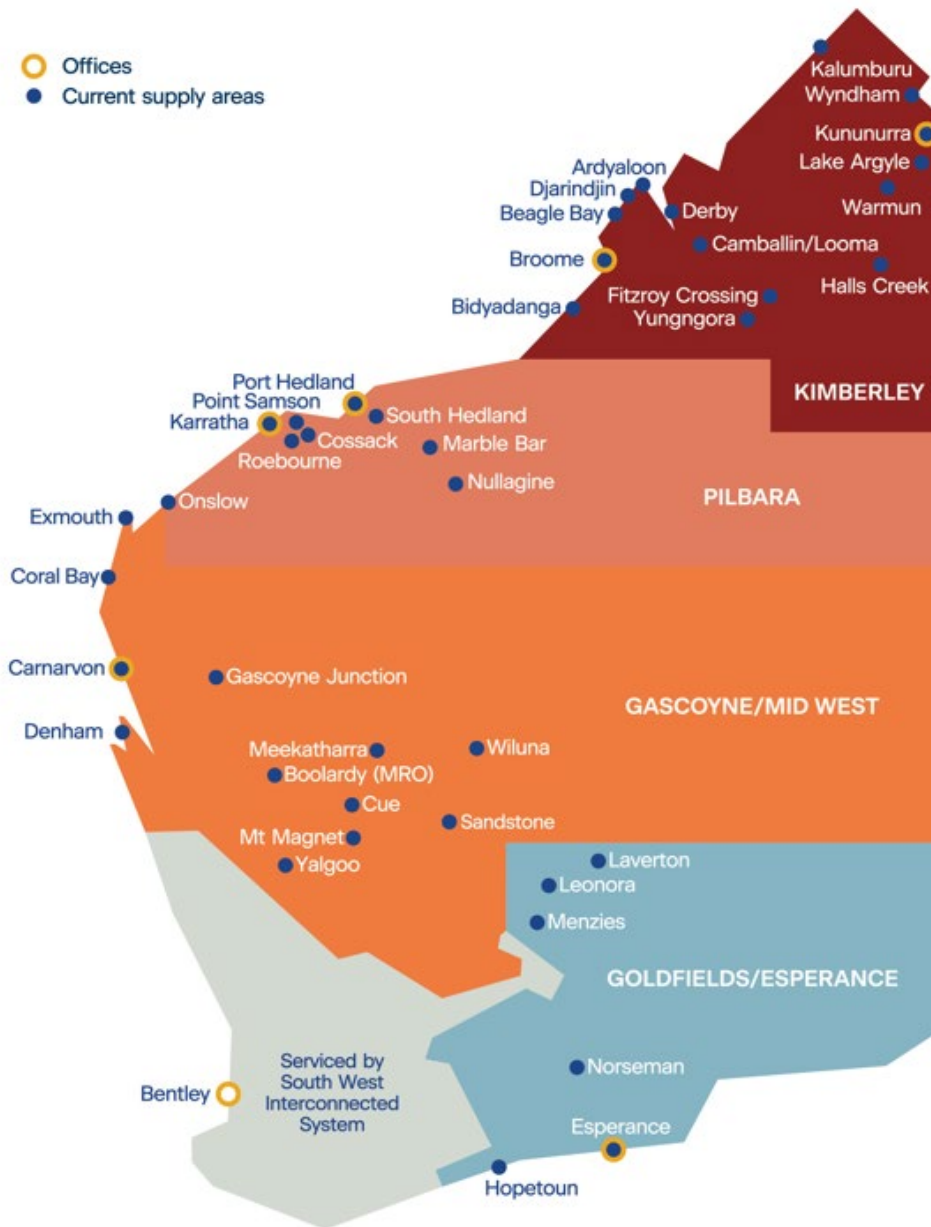 Offices
Current supply areas
Kalumburu
Wyndham
Kununurra
Lake Argyle
Warmun
Ardyaloon
Djarindjin
Beagle Bay
Derby
Camballin/Looma
Broome
Halls Creek
Fitzroy Crossing
Yungngora
Bidyadanga
KIMBERLEY
Port Hedland
Point Samson
Karratha
South Hedland
Cossack
Roebourne
Marble Bar
Nullagine
PILBARA
Onslow
Exmouth
Coral Bay
Carnarvon
Gascoyne Junction
GASCOYNE/MID WEST
Denham
Meekatharra
Wiluna
Boolardy (MRO)
Cue
Sandstone
Mt Magnet
Yalgoo
Laverton
Leonora
Menzies
GOLDFIELDS/ESPERANCE
Serviced by
South West
Interconnected
System
Norseman
Bentley
Esperance
Hopetoun